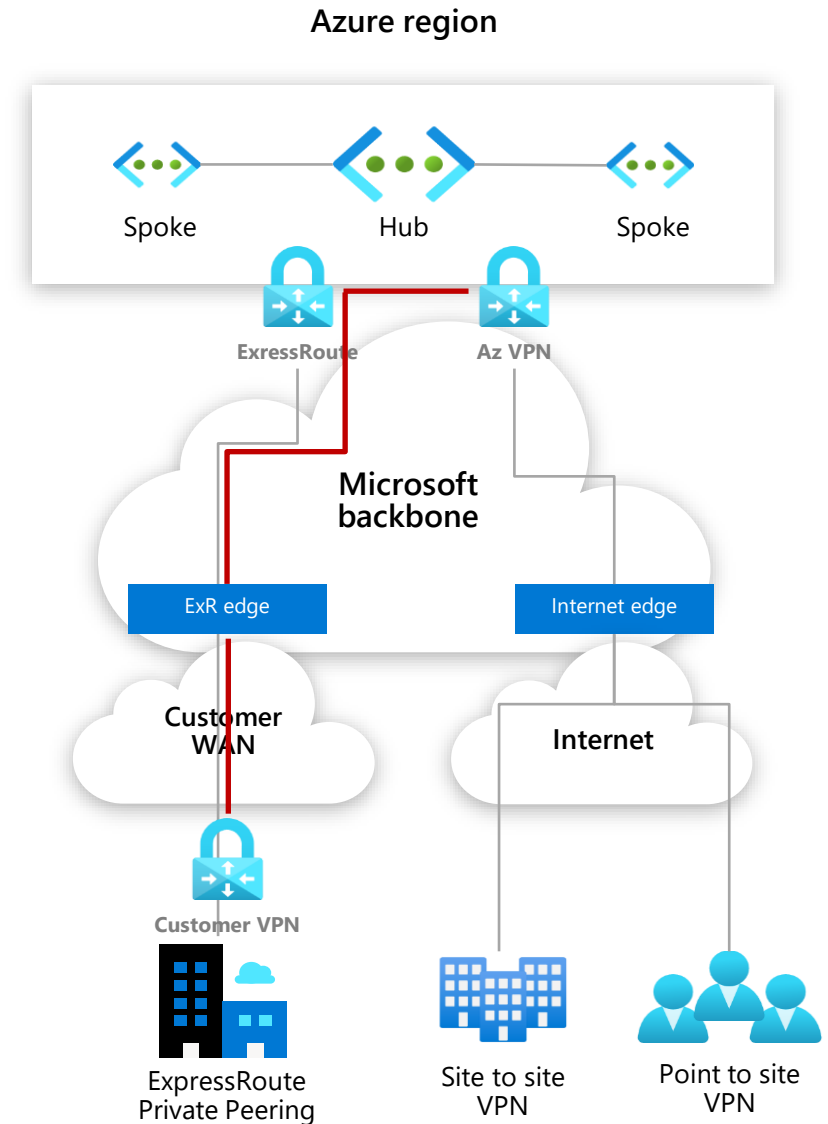 Azure region
Spoke
Hub
Spoke
ExressRoute
Az VPN
Microsoft
backbone
ExR edge
Internet edge
Customer
WAN
Internet
Customer VPN
ExpressRoute
Private Peering
Site to site
VPN
Point to site
VPN